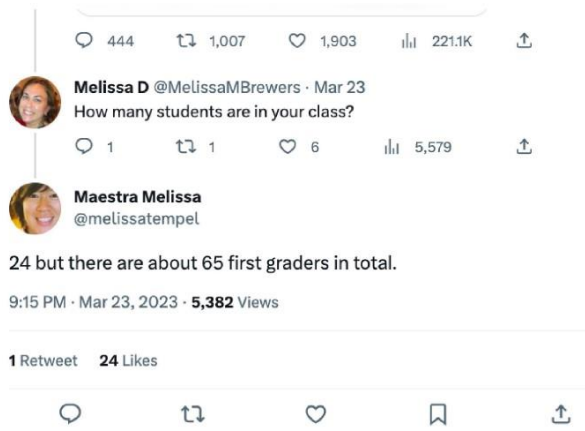 444 1,007 1,903 221.1K
Melissa D @MelissaMBrewers · Mar 23
How many students are in your class?
1 1 6 5,579
Maestra Melissa
@melissatempel
24 but there are about 65 first graders in total.
9:15 PM · Mar 23, 2023 · 5,382 Views
1 Retweet 24 Likes